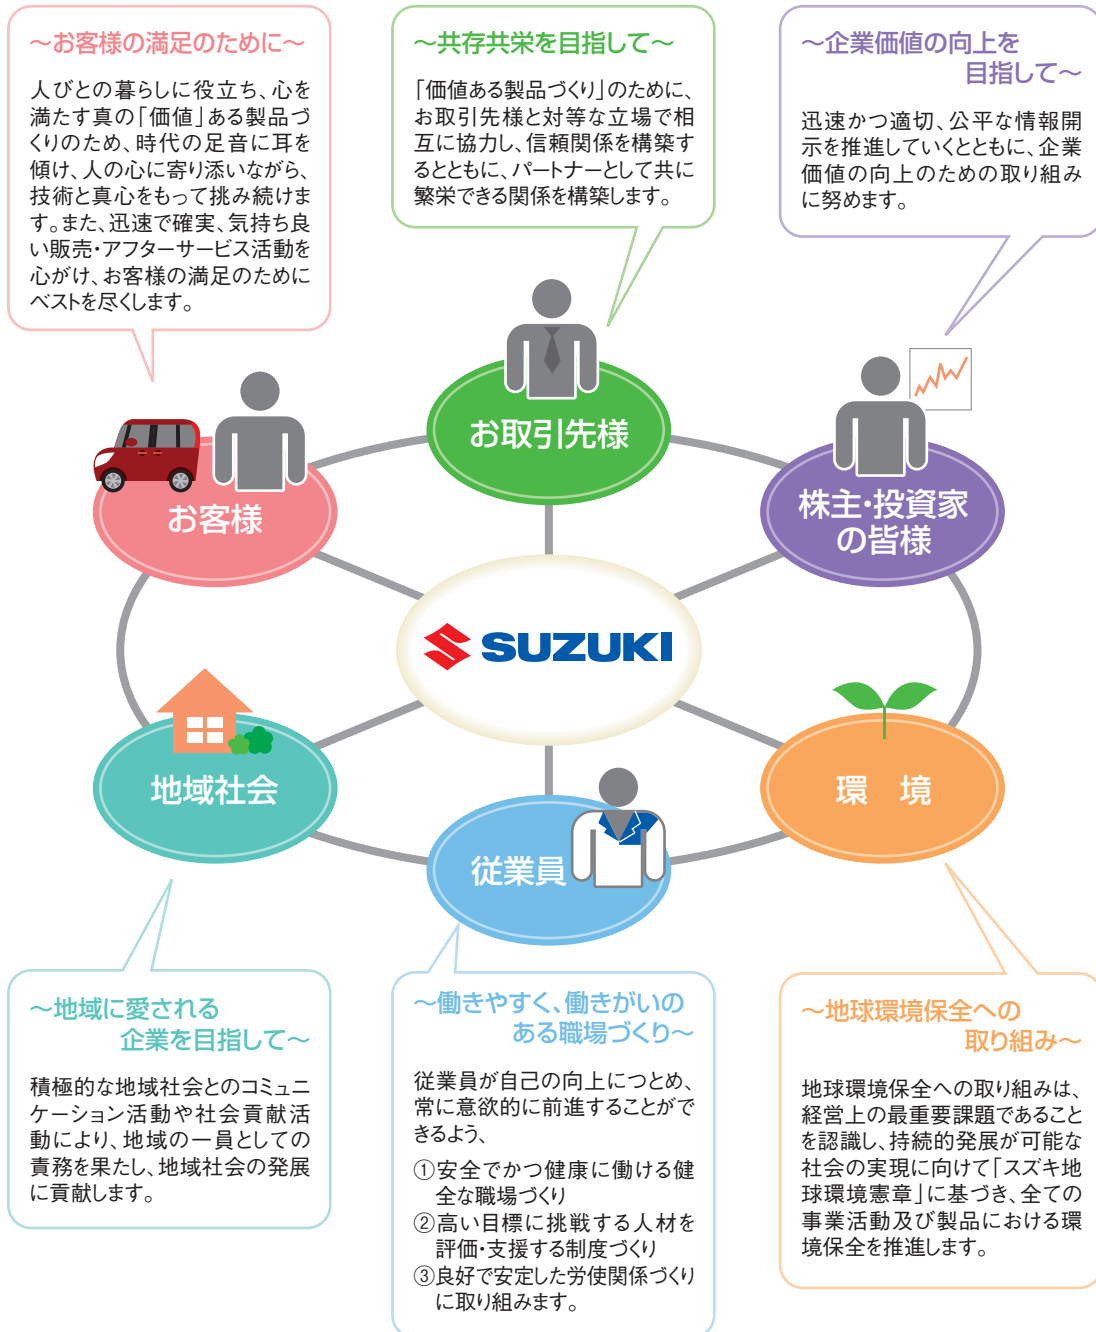 ～お客様の満足のために～
人びとの暮らしに役立ち、心を
満たす真の「価値」ある製品づ
くりのため、時代の足音に耳を
傾け、人の心に寄り添いながら、
技術と真心をもって挑み続けま
す。また、迅速で確実、気持ち良
い販売・アフターサービス活動を
心がけ、お客様の満足のために
ベストを尽くします。
～共存共栄を目指して～
「価値ある製品づくり」のために、
お取引先様と対等な立場で相
互に協力し、信頼関係を構築す
るとともに、パートナーとして共に
繁栄できる関係を構築します。
～企業価値の向上を
目指して～
迅速かつ適切、公平な情報開
示を推進していくとともに、企業
価値の向上のための取り組み
に努めます。
お取引先様
お客様
株主・投資家
の皆様
SUZUKI
地域社会
環　境
従業員
～地域に愛される
企業を目指して～
積極的な地域社会とのコミュニ
ケーション活動や社会貢献活
動により、地域の一員としての
責務を果たし、地域社会の発展
に貢献します。
～働きやすく、働きがいの
ある職場づくり～
従業員が自己の向上につとめ、
常に意欲的に前進することがで
きるよう、
①安全でかつ健康に働ける健
全な職場づくり
②高い目標に挑戦する人材を
評価・支援する制度づくり
③良好で安定した労使関係づくり
に取り組みます。
～地球環境保全への
取り組み～
地球環境保全への取り組みは、
経営上の最重要課題であること
を認識し、持続的発展が可能な
社会の実現に向けて「スズキ地
球環境憲章」に基づき、全ての
事業活動及び製品における環
境保全を推進します。